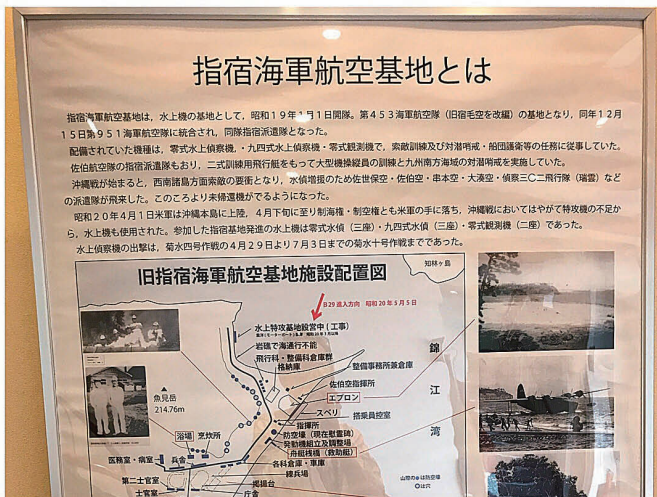 指宿海軍航空基地とは
指宿海軍航空基地は，水上機の基地として，昭和19年1月1日開隊。第453海軍航空隊（旧宿毛空を改編）の基地となり，同年12月
15日第951海軍航空隊に統合され，同隊指宿派遣隊となった。
配備されていた機種は，零式水上偵察機・九四式水上偵察機・零式観測機で，索敵訓練及び対潜哨戒・船団護衛等の任務に従事していた。
佐伯航空隊の指宿派遣隊もおり，二式訓練用飛行艇をもって大型機操縦員の訓練と九州南方海域の対潜哨戒を実施していた。
沖縄戦が始まると，西南諸島方面索敵の要衝となり，水偵増援のため佐世保空・佐伯空・串本空・大湊空・偵察三〇二飛行隊（瑞雲）など
の派遣隊が飛来した。このころより未帰還機がでるようになった。
昭和20年4月1日米軍は沖縄本島に上陸，4月下旬に至り制海権・制空権とも米軍の手に落ち，沖縄戦においてはやがて特攻機の不足か
ら，水上機も使用された。参加した指宿基地発進の水上機は零式水偵（三座）・九四式水偵（三座）・零式観測機（二座）であった。
水上偵察機の出撃は，菊水四号作戦の4月29日より7月3日までの菊水十号作戦までであった。
旧指宿海軍航空基地施設配置図
知林ヶ島
B29進入方向 昭和20年5月5日
水上特攻基地設営中（工事）
岩礁で海通行不能
飛行科・整備科倉庫群
格納庫
整備事務所兼倉庫
佐伯空指揮所
エプロン
スベリ
搭乗員控室
錦江湾
魚見岳
214.76m
指揮所
防空壕（現在慰霊碑）
発動機組立及調整場
舟艇桟橋（救助艇）
浴場
烹炊所
医務室・病室
兵舎
各科倉庫・車庫
練兵場
第二士官室
掲揚台
士官室
庁舎
山際の●は防空壕
○は穴